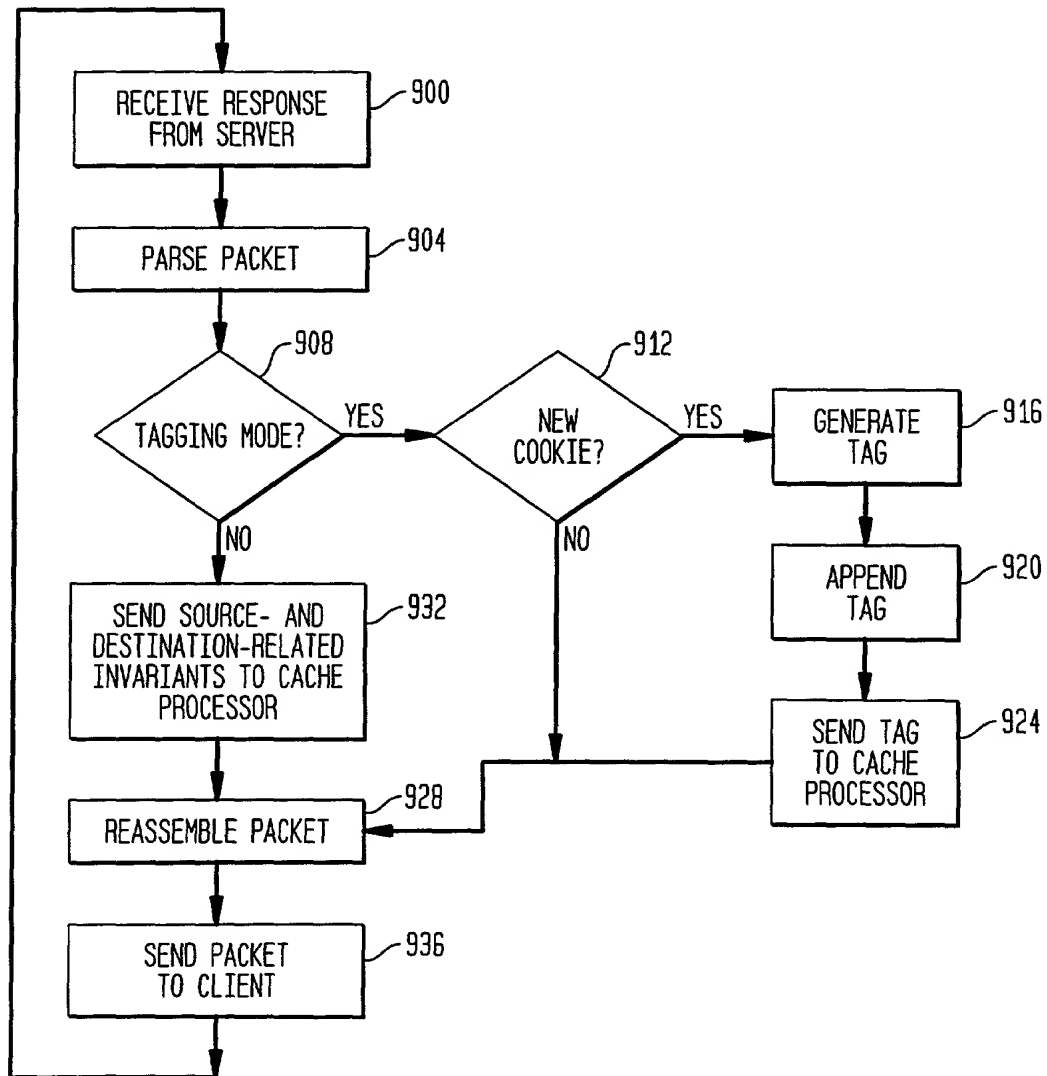 RECEIVE RESPONSE
FROM SERVER
900
PARSE PACKET
904
908
TAGGING MODE?
YES
NO
912
NEW
COOKIE?
YES
NO
GENERATE
TAG
916
APPEND
TAG
920
SEND TAG
TO CACHE
PROCESSOR
924
SEND SOURCE- AND
DESTINATION-RELATED
INVARIANTS TO CACHE
PROCESSOR
932
REASSEMBLE PACKET
928
SEND PACKET
TO CLIENT
936